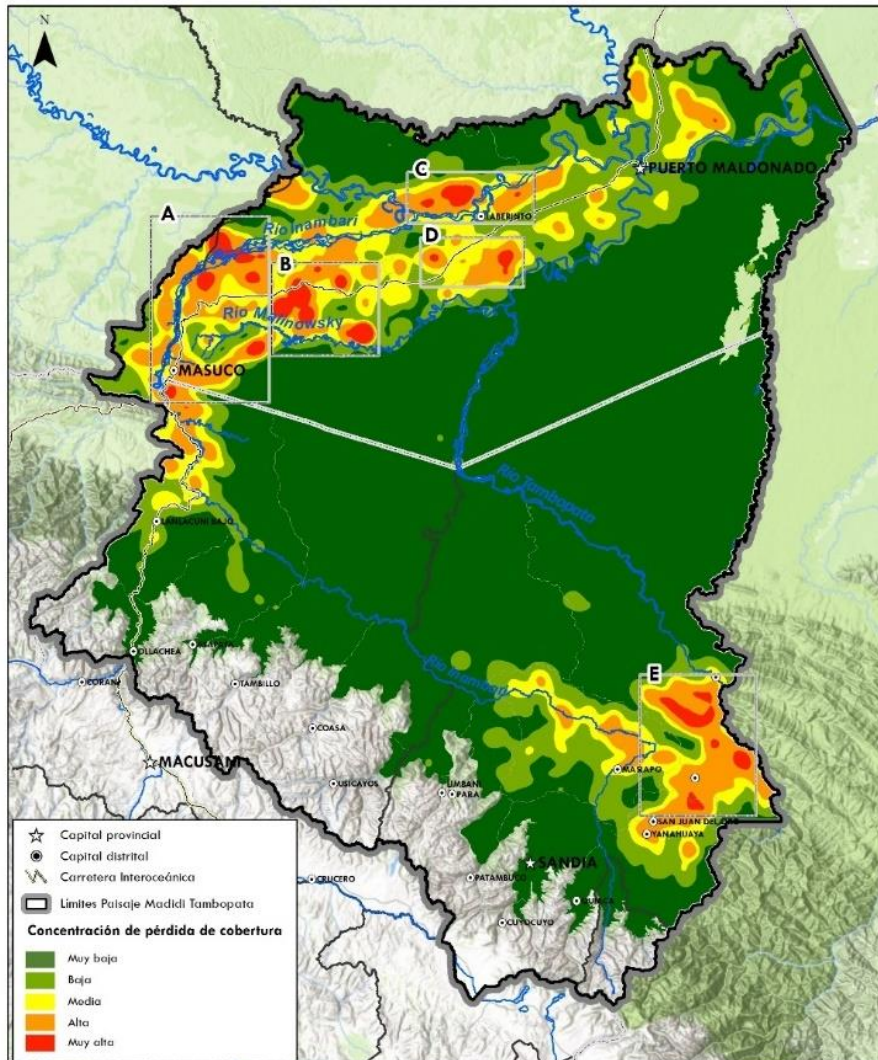 N
PUERTO MALDONADO
C
LABERINTO
A
Río Inambari
D
B
Río Malinowsky
MASUCO
Río Tambopata
LANLACUNI BAJO
OLLACHEA
CORANI
TAMBILLO
Río Inambari
E
COASA
MACUSANI
MASIAPO
USICAYOS
LIMBANI
PARA
SAN JUAN DEL ORO
YANAHUAYA
SANDIA
PATAMBUCO
CRUCERO
CUYOCUYO
Capital provincial
Capital distrital
Carretera Interoceánica
Limites Paisaje Madidi Tambopata
Concentración de pérdida de cobertura
Muy baja
Baja
Media
Alta
Muy alta